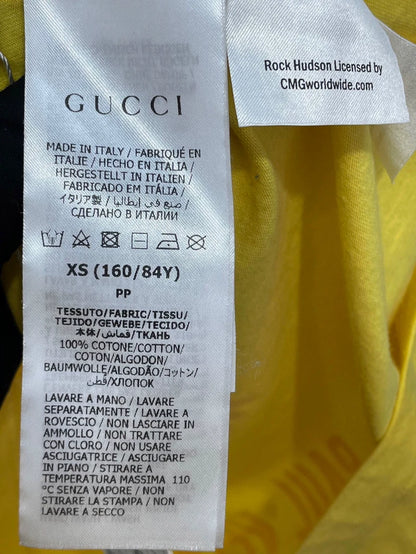 GUCCI
MADE IN ITALY / FABRIQUÉ EN
ITALIE / HECHO EN ITALIA /
HERGESTELLT IN ITALIEN /
FABRICADO EM ITÁLIA /
イタリア製 / صنع في إيطاليا /
СДЕЛАНО В ИТАЛИИ
XS (160/84Y)
PP
TESSUTO/FABRIC/TISSU/
TEJIDO/GEWEBE/TECIDO/
本体/قماش/ТКАНЬ
100% COTONE/COTTON/
COTON/ALGODON/
BAUMWOLLE/ALGODÃO/コットン/
قطن/ХЛОПОК
LAVARE A MANO / LAVARE
SEPARATAMENTE / LAVARE A
ROVESCIO / NON LASCIARE IN
AMMOLLO / NON TRATTARE
CON CLORO / NON USARE
ASCIUGATRICE / ASCIUGARE
IN PIANO / STIRARE A
TEMPERATURA MASSIMA 110
°C SENZA VAPORE / NON
STIRARE LA STAMPA / NON
LAVARE A SECCO
Rock Hudson Licensed by
CMGworldwide.com